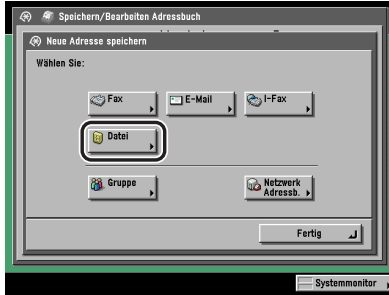 Speichern/Bearbeiten Adressbuch
Neue Adresse speichern
Wählen Sie:
Fax
E-Mail
I-Fax
Datei
Gruppe
Netzwerk
Adressb.
Fertig
Systemmonitor